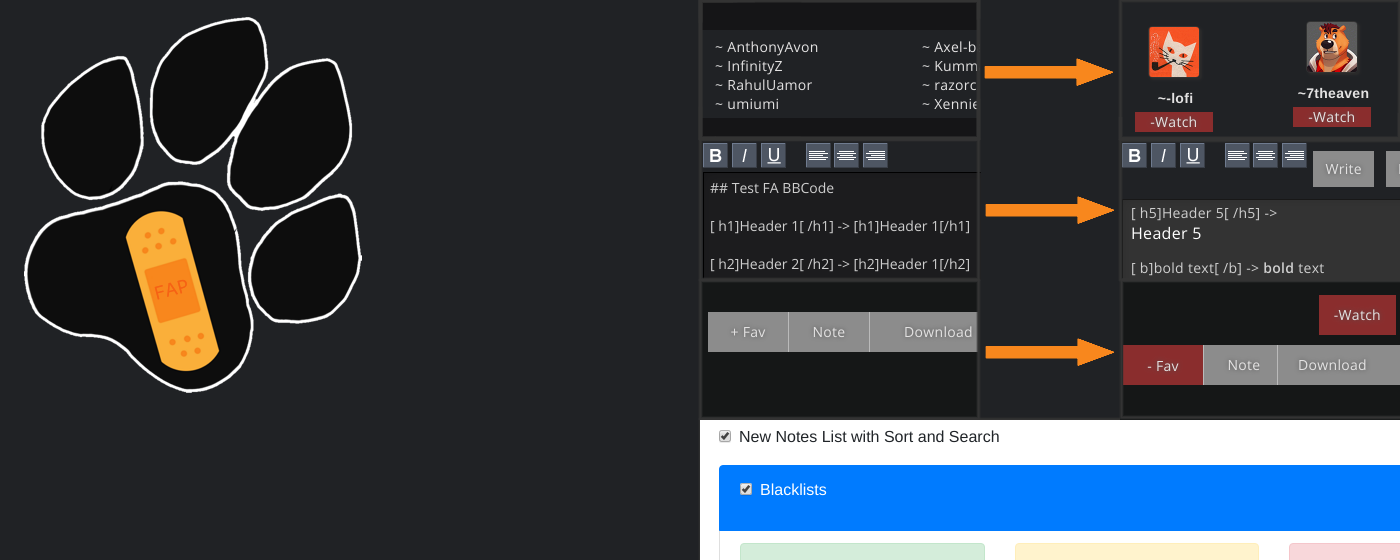 FAP
~ AnthonyAvon
~ InfinityZ
~ RahulUamor
~ umiumi
~ Axel-b
~ Kumm
~ razorc
~ Xennie
~-lofi
-Watch
~7theaven
-Watch
B I U
## Test FA BBCode
[ h1]Header 1[ /h1] -> [h1]Header 1[/h1]
[ h2]Header 2[ /h2] -> [h2]Header 1[/h2]
B I U
Write
[ h5]Header 5[ /h5] ->
Header 5
[ b]bold text[ /b] -> bold text
+ Fav Note Download
-Watch
- Fav Note Download
New Notes List with Sort and Search
Blacklists